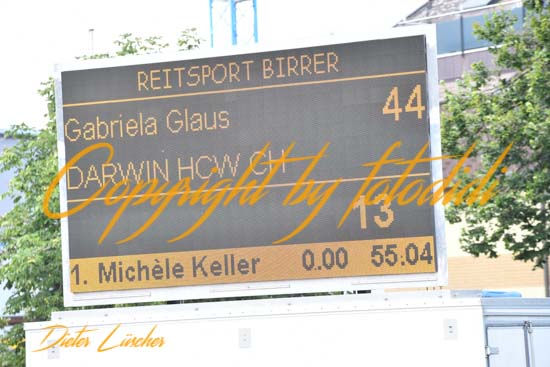 REITSPORT BIRRER
Gabriela Glaus 44
DARWIN HCW CH
Copyright by fotodidi
13
1. Michèle Keller 0.00 55.04
Dieter Lüscher